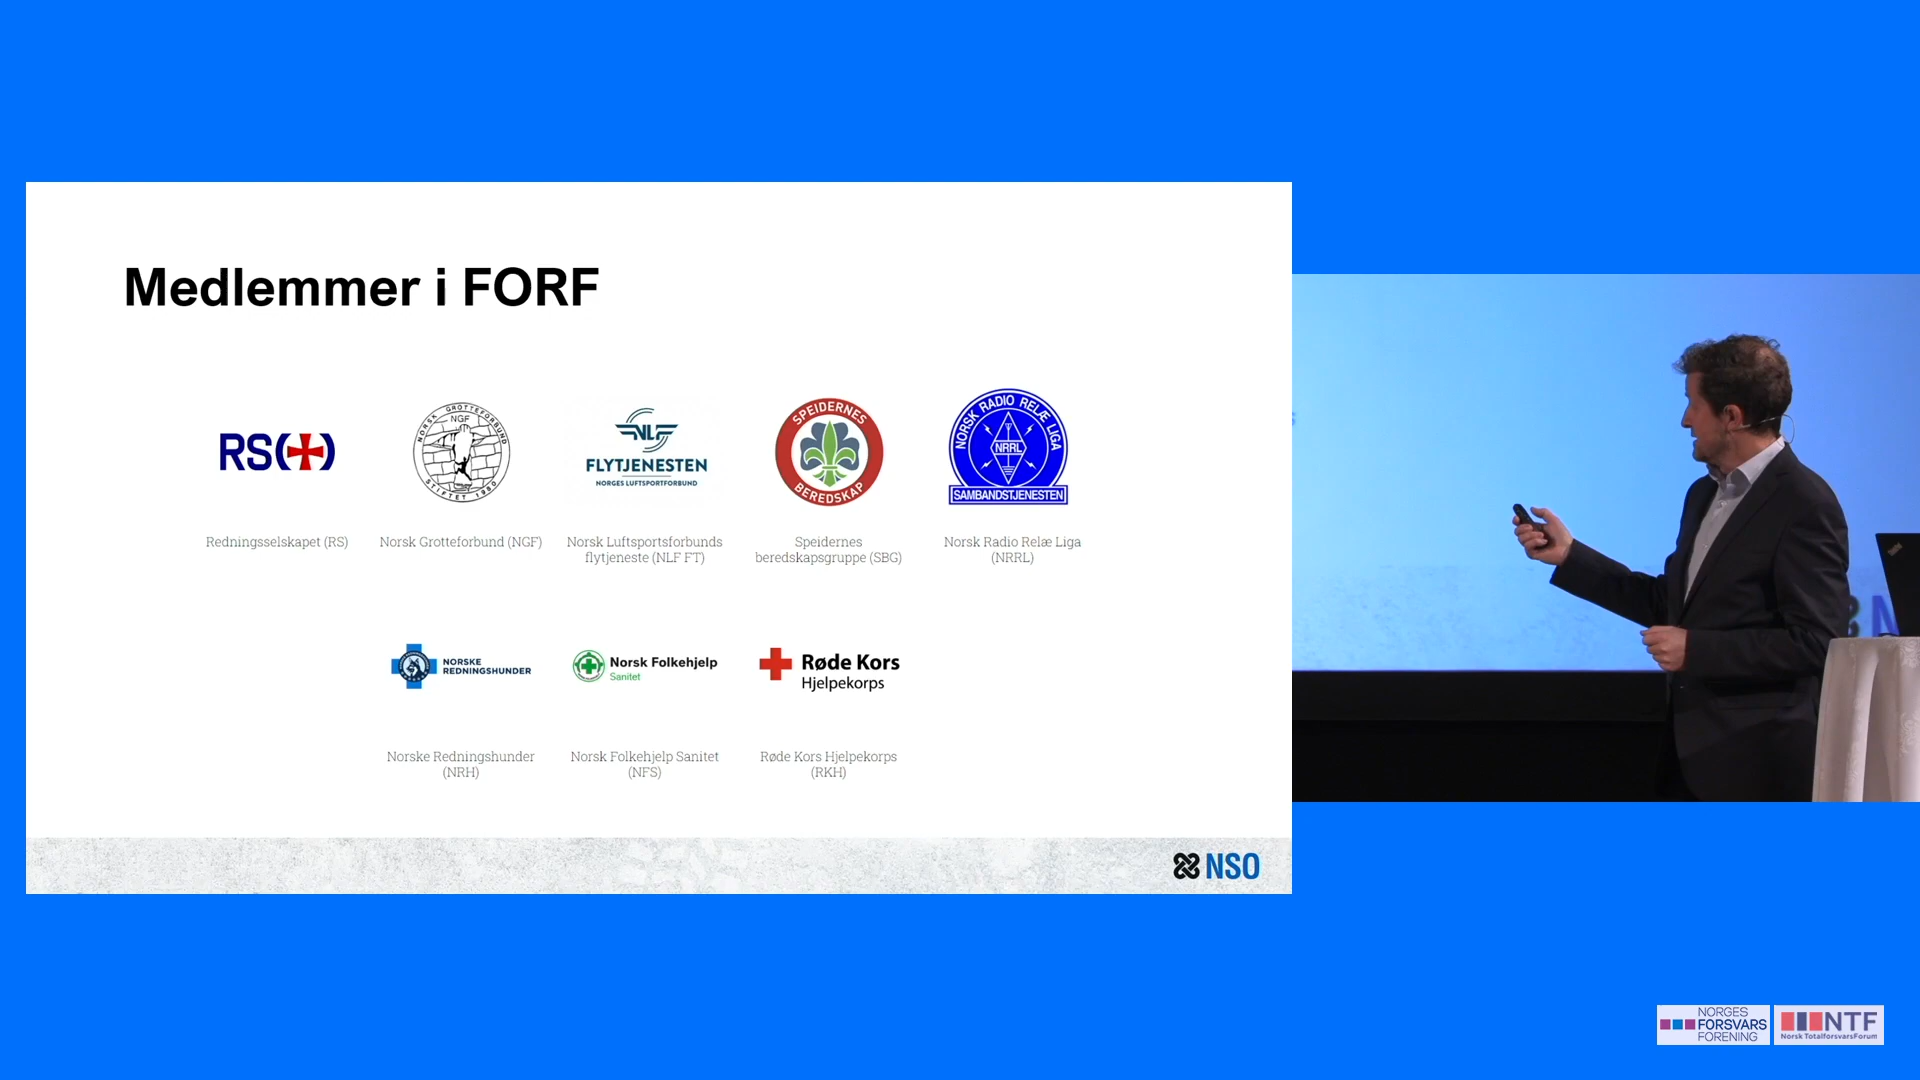 Medlemmer i FORF
RS
NORSK GROTTEFORBUND
NGF
STIFTET 1980
NLF
FLYTJENESTEN
NORGES LUFTSPORTFORBUND
SPEIDERNES
BEREDSKAP
NORSK RADIO RELÆ LIGA
NRRL
SAMBANDSTJENESTEN
Redningsselskapet (RS)
Norsk Grotteforbund (NGF)
Norsk Luftsportsforbunds
flytjeneste (NLF FT)
Speidernes
beredskapsgruppe (SBG)
Norsk Radio Relæ Liga
(NRRL)
NORSKE
REDNINGSHUNDER
Norsk Folkehjelp
Sanitet
Røde Kors
Hjelpekorps
Norske Redningshunder
(NRH)
Norsk Folkehjelp Sanitet
(NFS)
Røde Kors Hjelpekorps
(RKH)
NSO
NORGES
FORSVARS
FORENING
NTF
Norsk TotalforsvarsForum